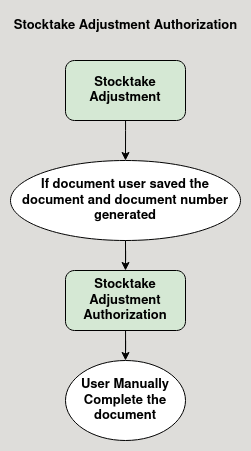 Stocktake Adjustment Authorization
Stocktake
Adjustment
If document user saved the
document and document number
generated
Stocktake
Adjustment
Authorization
User Manually
Complete the
document